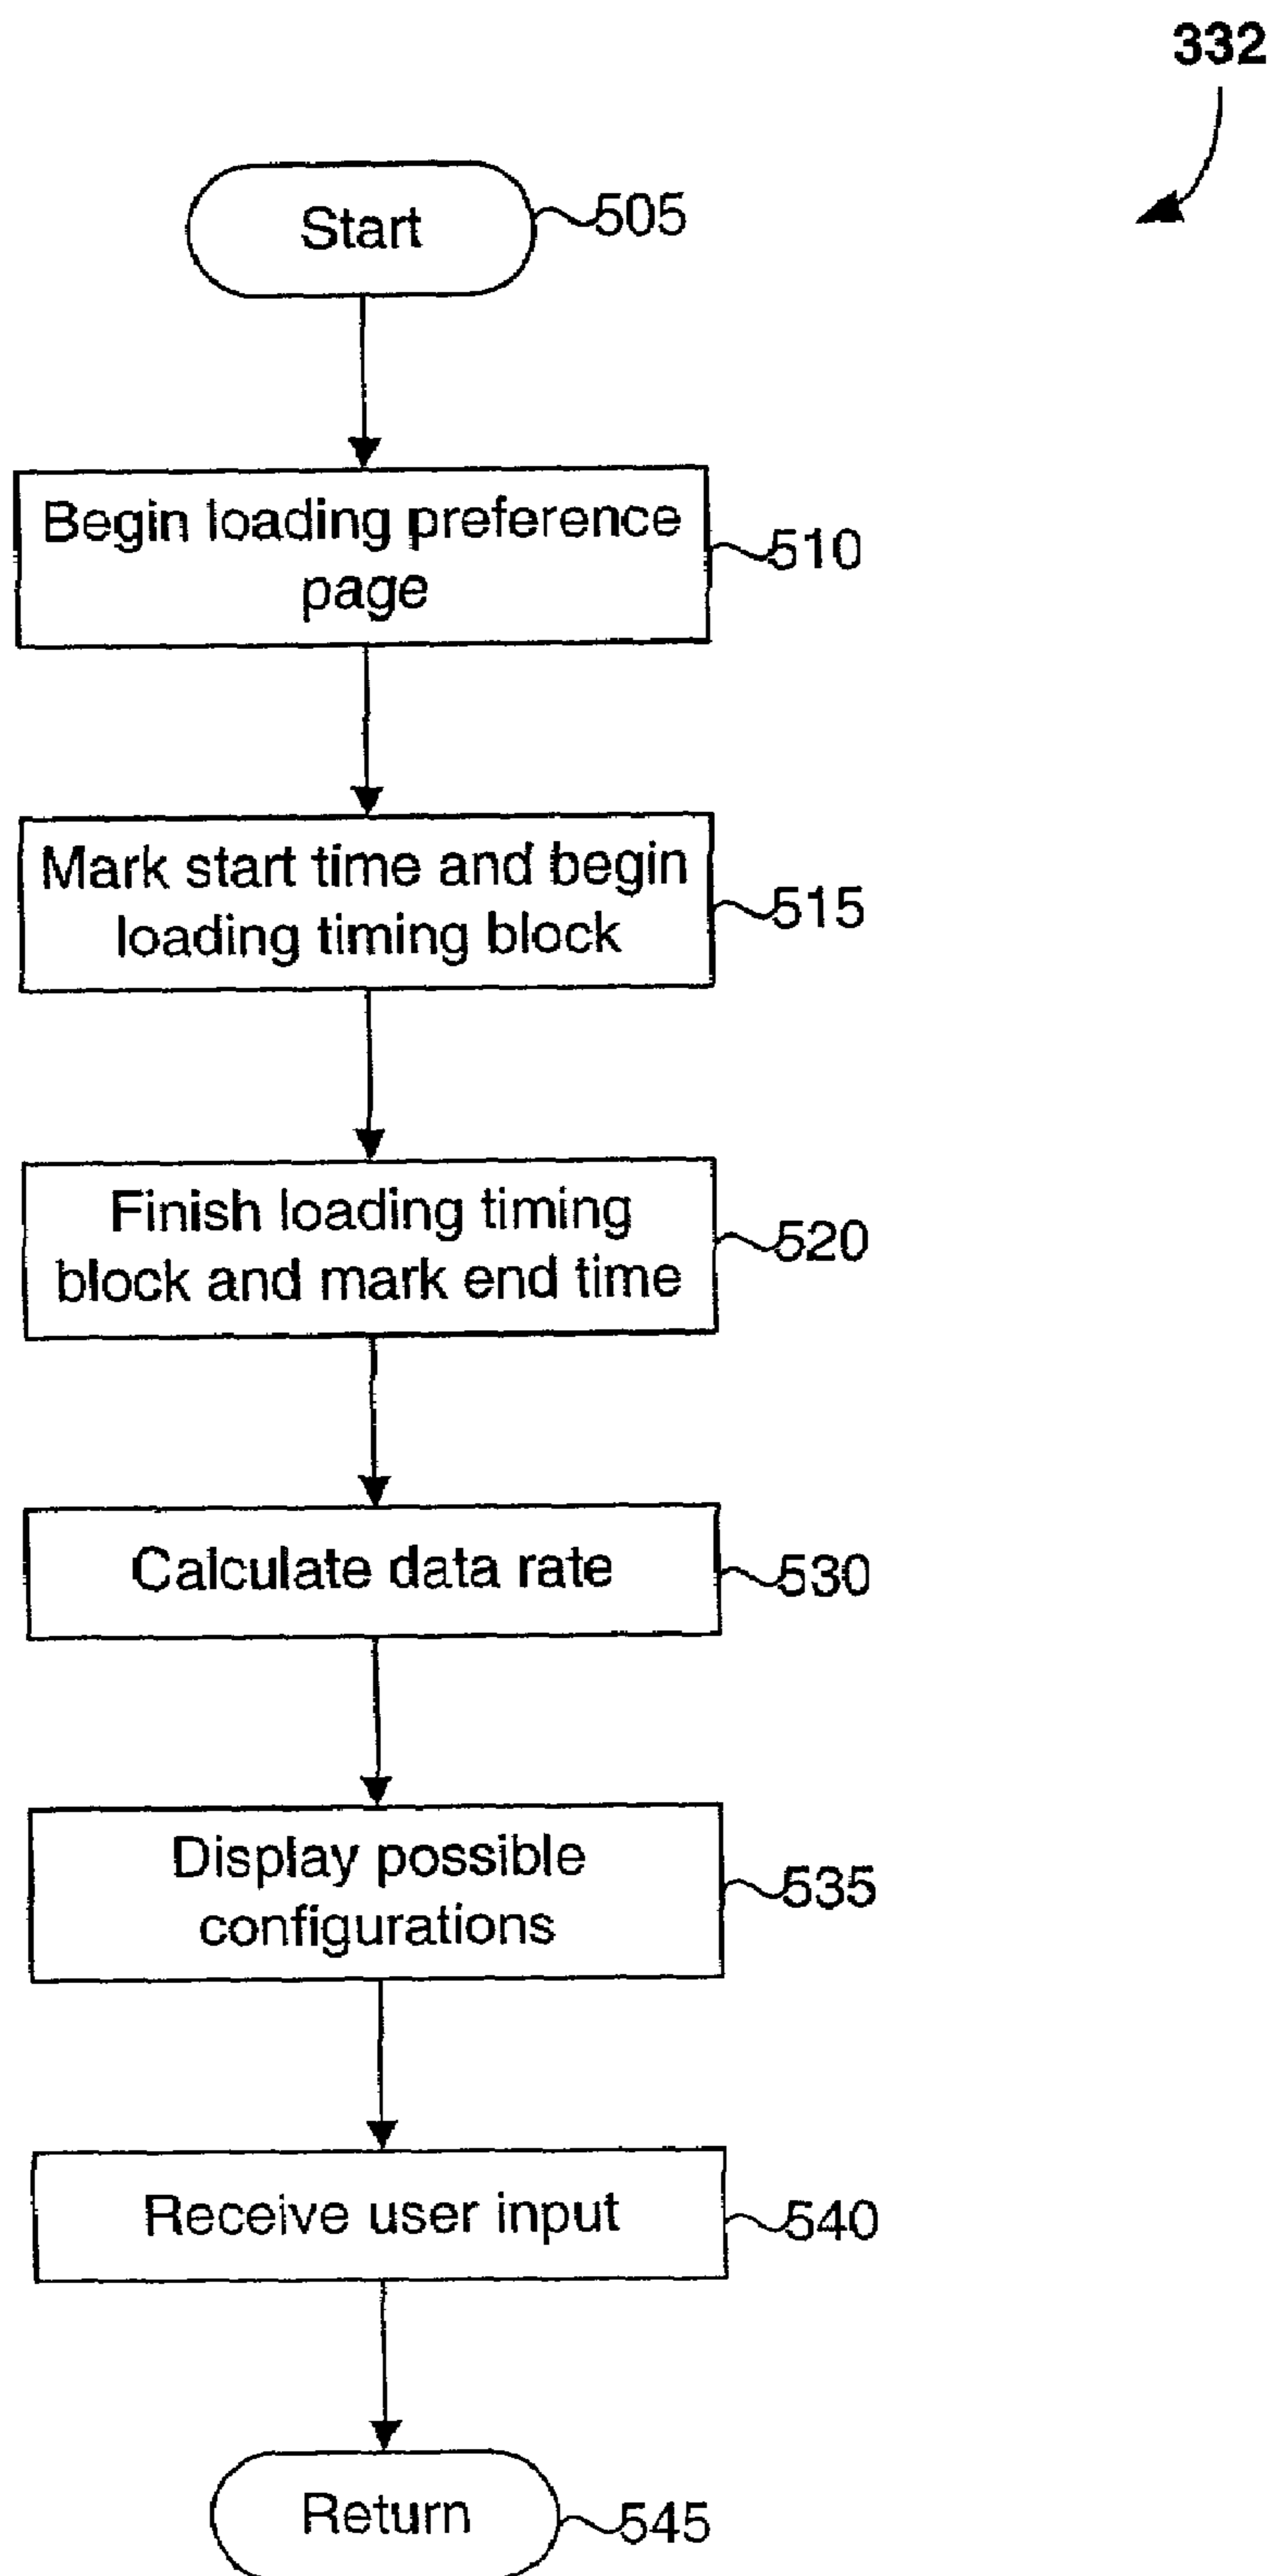 332
Start
505
Begin loading preference
page
510
Mark start time and begin
loading timing block
515
Finish loading timing
block and mark end time
520
Calculate data rate
530
Display possible
configurations
535
Receive user input
540
Return
545